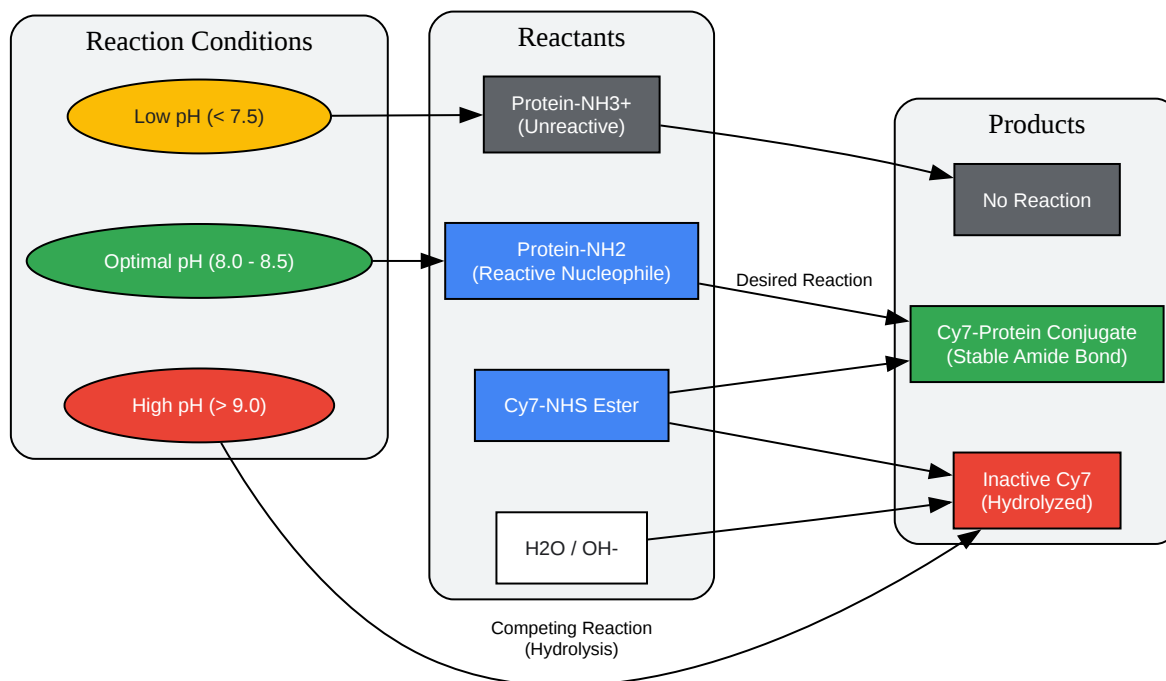 Reaction Conditions
Low pH (< 7.5)
Optimal pH (8.0 - 8.5)
High pH (> 9.0)
Reactants
Protein-NH3+
(Unreactive)
Protein-NH2
(Reactive Nucleophile)
Cy7-NHS Ester
H2O / OH-
Desired Reaction
Competing Reaction
(Hydrolysis)
Products
No Reaction
Cy7-Protein Conjugate
(Stable Amide Bond)
Inactive Cy7
(Hydrolyzed)